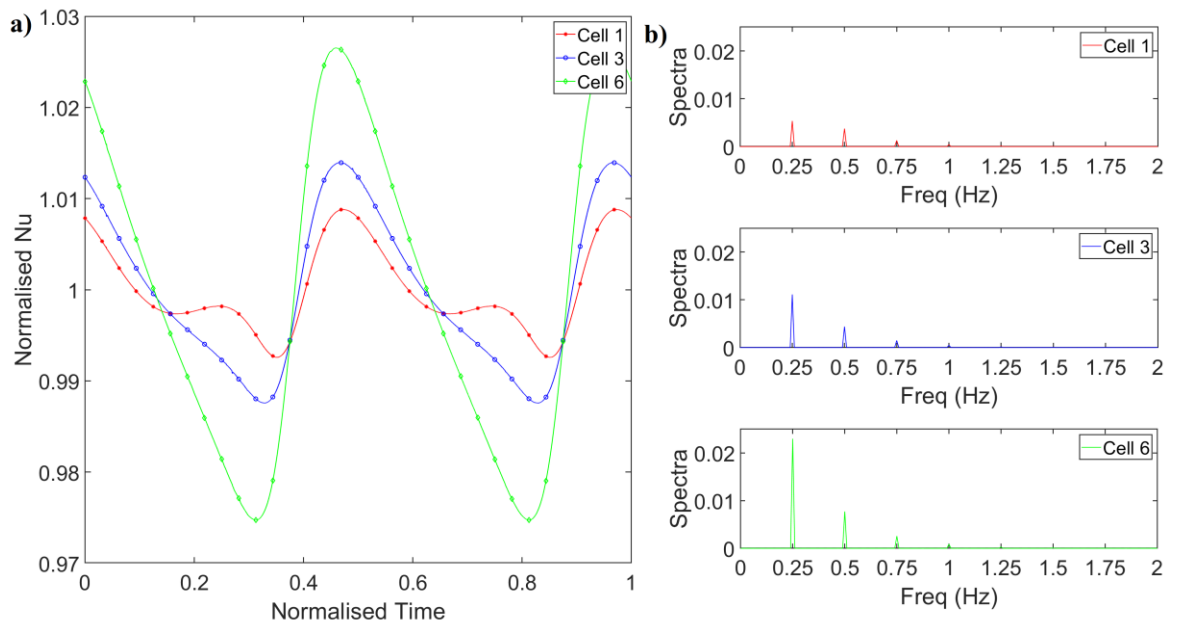 a)
Normalised Nu
1.03
1.02
1.01
1
0.99
0.98
0.97
0 0.2 0.4 0.6 0.8 1
Normalised Time
Cell 1
Cell 3
Cell 6
b)
Spectra
0.02
0.01
0
0 0.25 0.5 0.75 1 1.25 1.5 1.75 2
Freq (Hz)
Cell 1
Spectra
0.02
0.01
0
0 0.25 0.5 0.75 1 1.25 1.5 1.75 2
Freq (Hz)
Cell 3
Spectra
0.02
0.01
0
0 0.25 0.5 0.75 1 1.25 1.5 1.75 2
Freq (Hz)
Cell 6